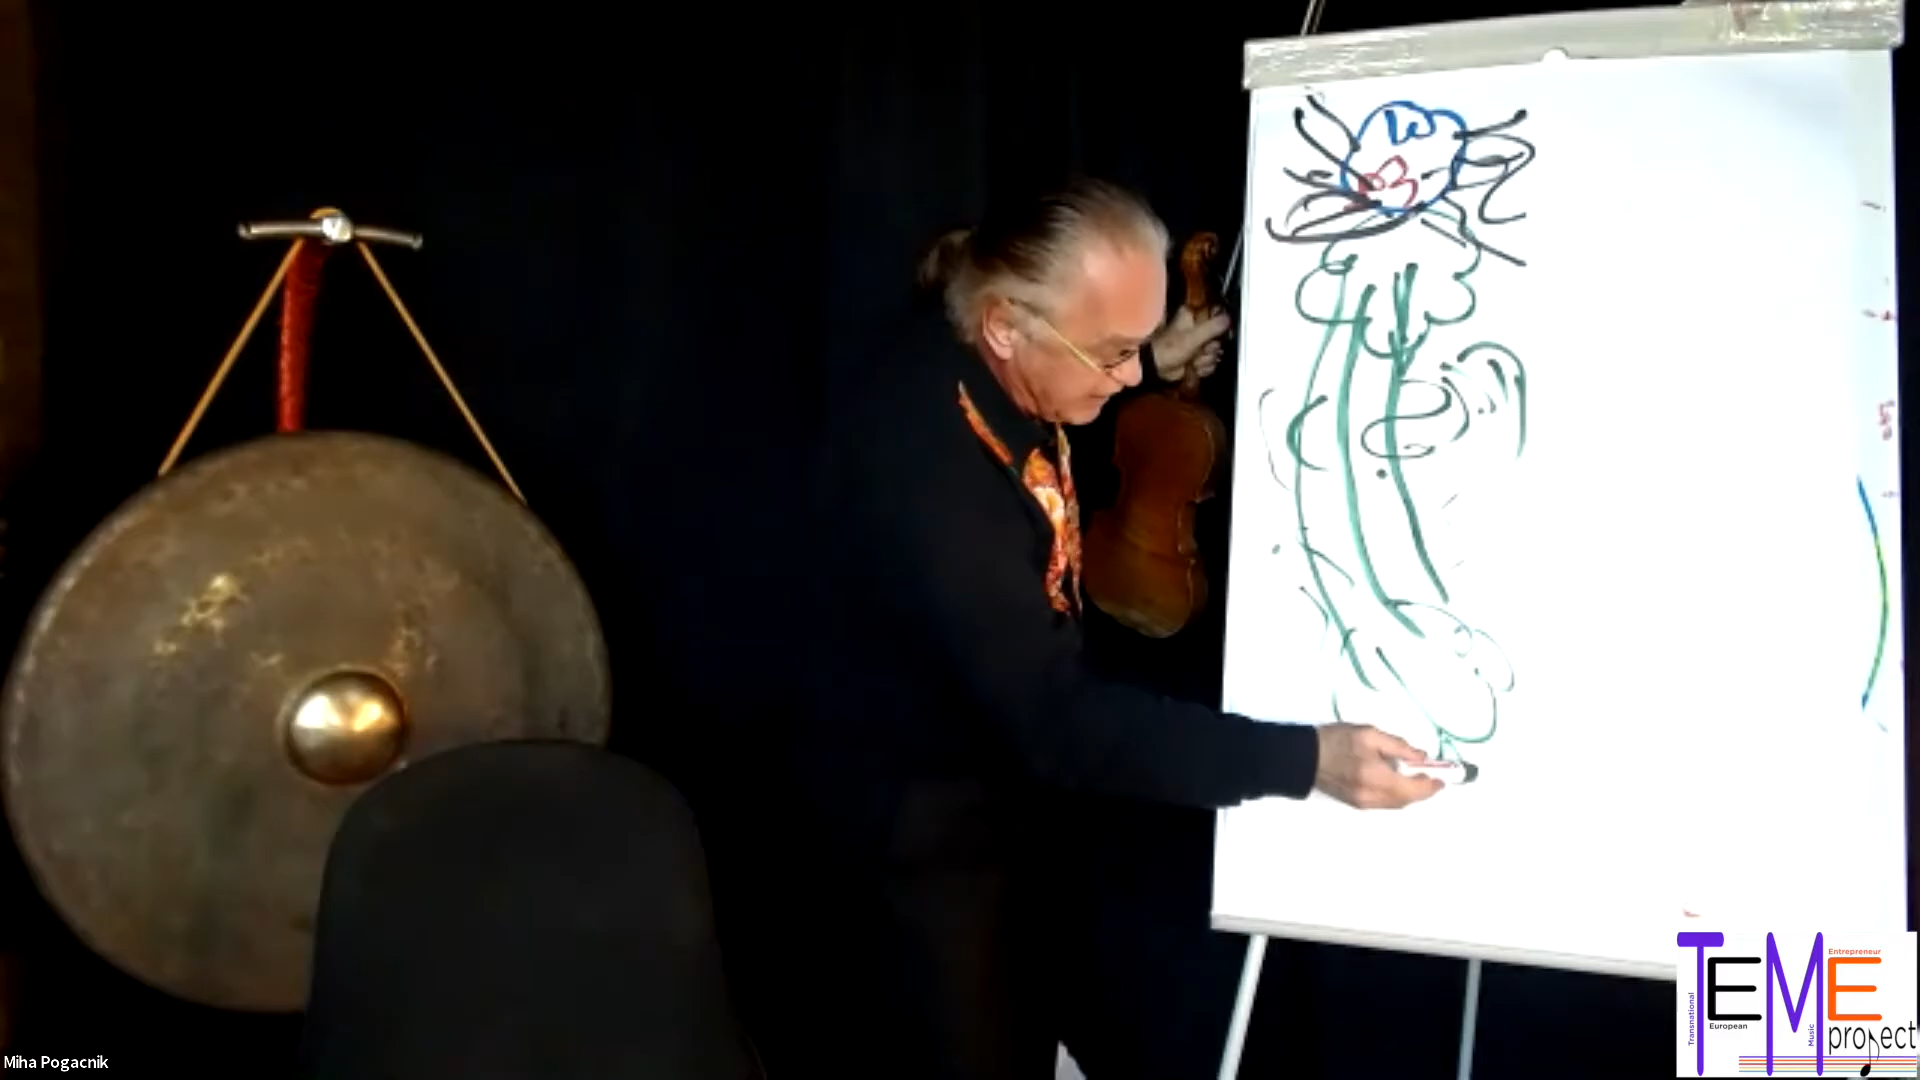 Miha Pogacnik
TEME
Transnational
European
Music
Entrepreneur
project